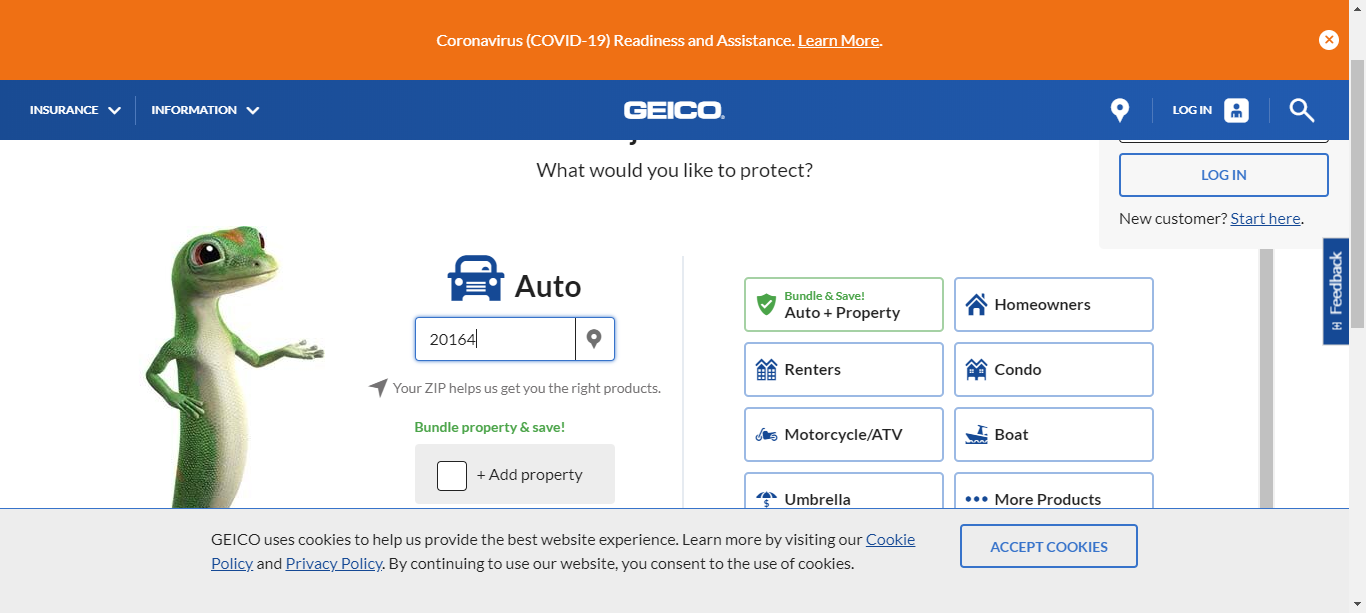 Coronavirus (COVID-19) Readiness and Assistance. Learn More.
INSURANCE
INFORMATION
GEICO.
LOG IN
What would you like to protect?
LOG IN
New customer? Start here.
Feedback
Auto
20164
Your ZIP helps us get you the right products.
Bundle property & save!
+ Add property
Bundle & Save!
Auto + Property
Homeowners
Renters
Condo
Motorcycle/ATV
Boat
Umbrella
More Products
GEICO uses cookies to help us provide the best website experience. Learn more by visiting our Cookie
Policy and Privacy Policy. By continuing to use our website, you consent to the use of cookies.
ACCEPT COOKIES